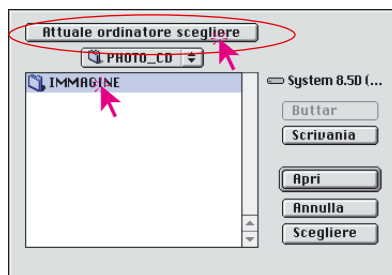 Attuale ordinatore scegliere
PHOTO_CD
IMMAGINE
System 8.5D (...
Buttar
Scrivania
Apri
Annulla
Scegliere